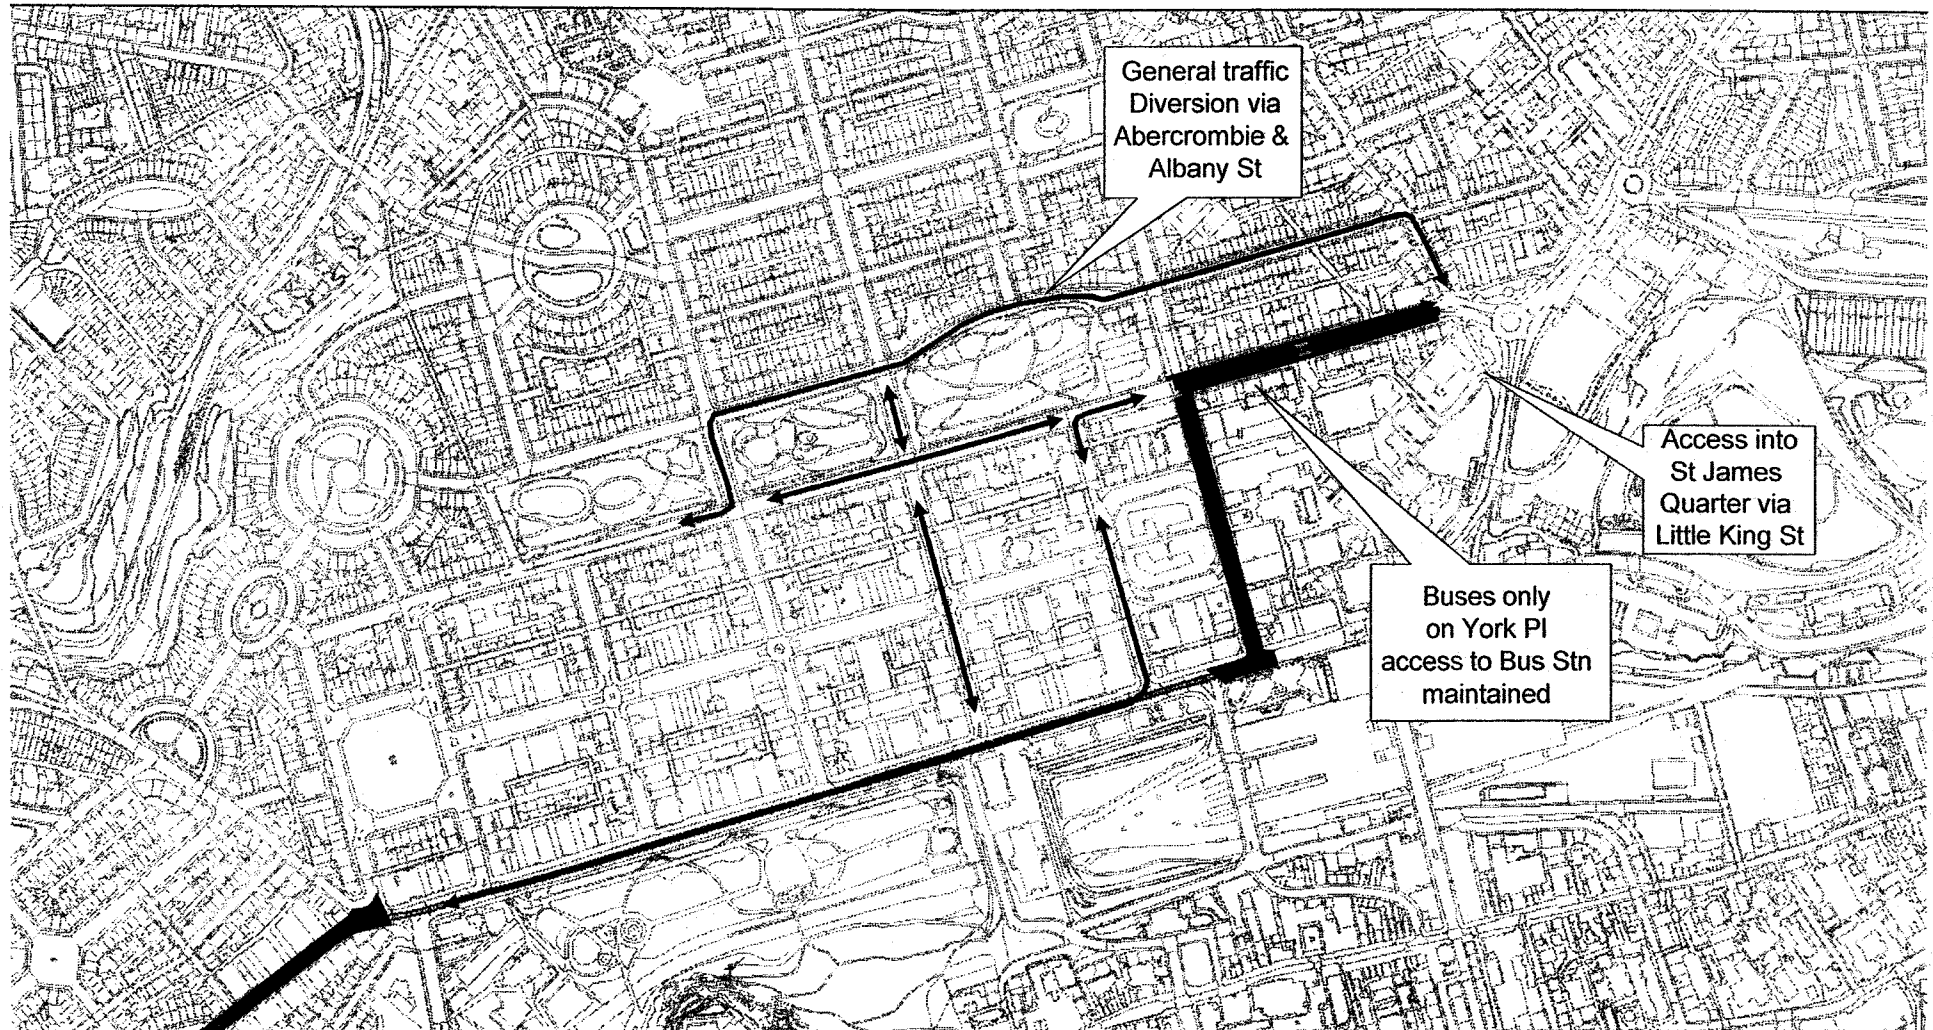 General traffic
Diversion via
Abercrombie &
Albany St
Access into
St James
Quarter via
Little King St
Buses only
on York Pl
access to Bus Stn
maintained